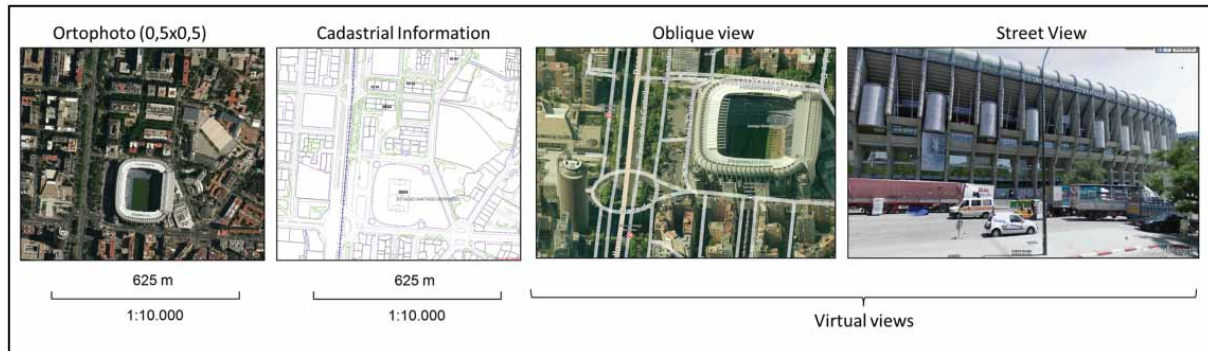 Ortophoto (0,5x0,5)
Cadastrial Information
Oblique view
Street View
625 m
1:10.000
625 m
1:10.000
Virtual views